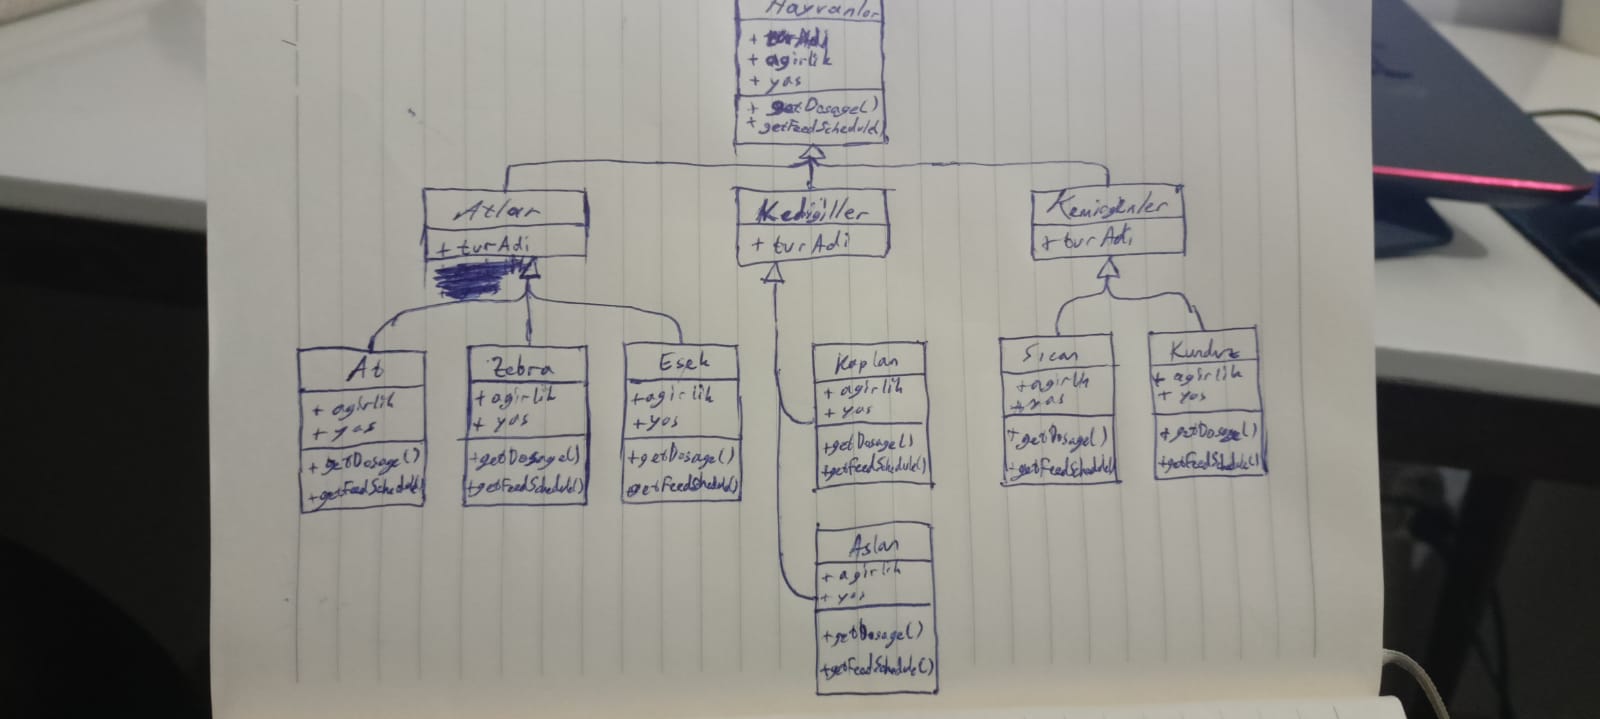 Hayvanlar
+ turAdi
+ agirlik
+ yas
+ getDosage()
+ getFeedSchedule()
Atlar
+ turAdi
Kedigiller
+ turAdi
Kemirgenler
+ turAdi
At
+ agirlik
+ yas
+ getDosage()
+ getFeedSchedule()
Zebra
+ agirlik
+ yas
+ getDosage()
+ getFeedSchedule()
Esek
+ agirlik
+ yas
+ getDosage()
getFeedSchedule()
Kaplan
+ agirlik
+ yas
+ getDosage()
+ getFeedSchedule()
Sican
+ agirlik
+ yas
+ getDosage()
+ getFeedSchedule
Kunduz
+ agirlik
+ yas
+ getDosage()
+ getFeedSchedule()
Aslan
+ agirlik
+ yas
+ getDosage()
+ getFeedSchedule()